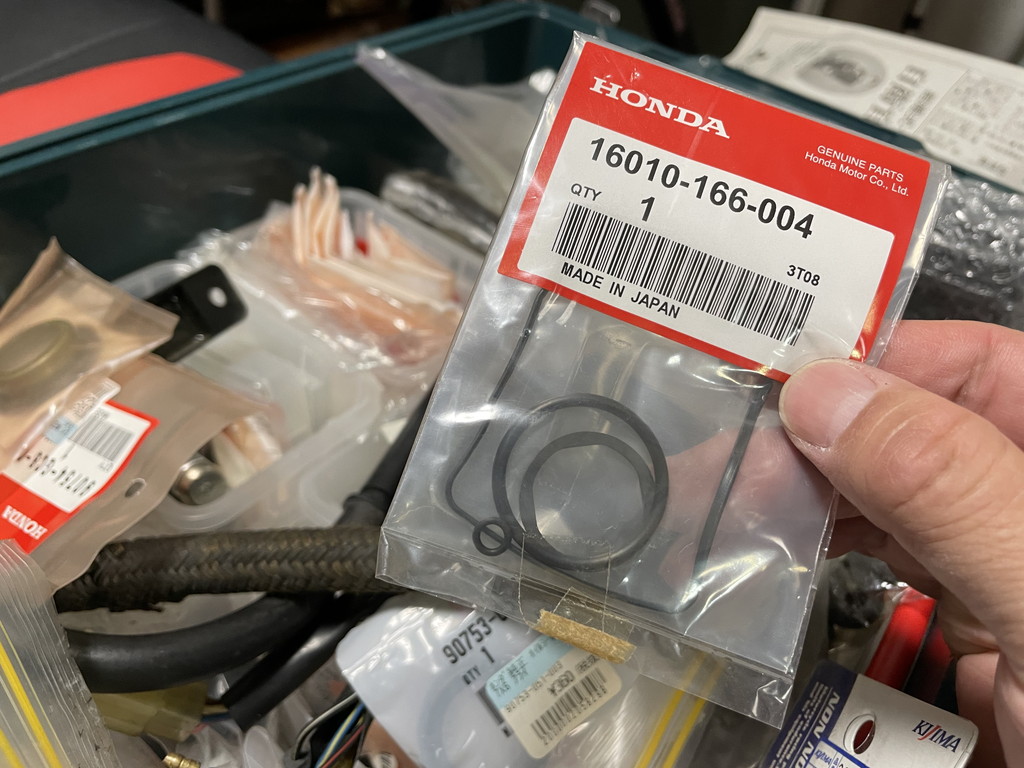 HONDA
GENUINE PARTS
Honda Motor Co., Ltd.
16010-166-004
QTY 1
3T08
MADE IN JAPAN
HONDA
90753-
QTY 1
KIJIMA